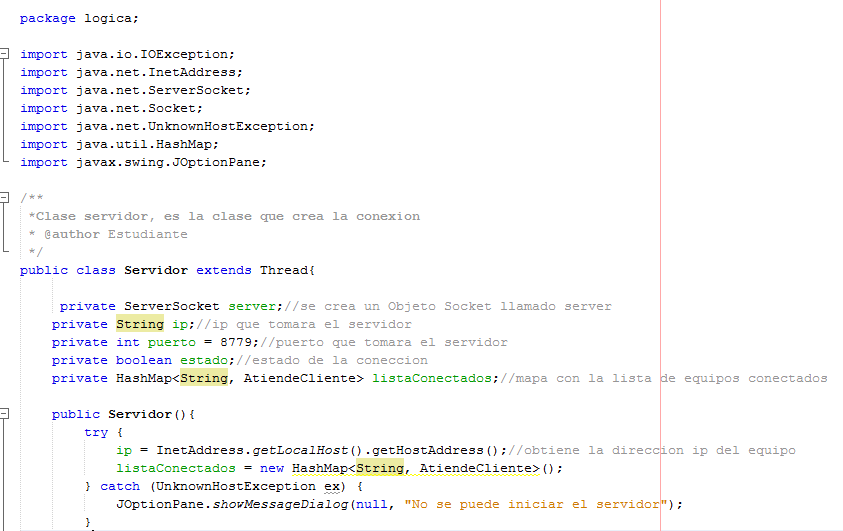 package logica;
import java.io.IOException;
import java.net.InetAddress;
import java.net.ServerSocket;
import java.net.Socket;
import java.net.UnknownHostException;
import java.util.HashMap;
import javax.swing.JOptionPane;
/**
*Clase servidor, es la clase que crea la conexion
* @author Estudiante
*/
public class Servidor extends Thread{
private ServerSocket server;//se crea un Objeto Socket llamado server
private String ip;//ip que tomara el servidor
private int puerto = 8779;//puerto que tomara el servidor
private boolean estado;//estado de la coneccion
private HashMap<String, AtiendeCliente> listaConectados;//mapa con la lista de equipos conectados
public Servidor(){
try {
ip = InetAddress.getLocalHost().getHostAddress();//obtiene la direccion ip del equipo
listaConectados = new HashMap<String, AtiendeCliente>();
} catch (UnknownHostException ex) {
JOptionPane.showMessageDialog(null, "No se puede iniciar el servidor");
}